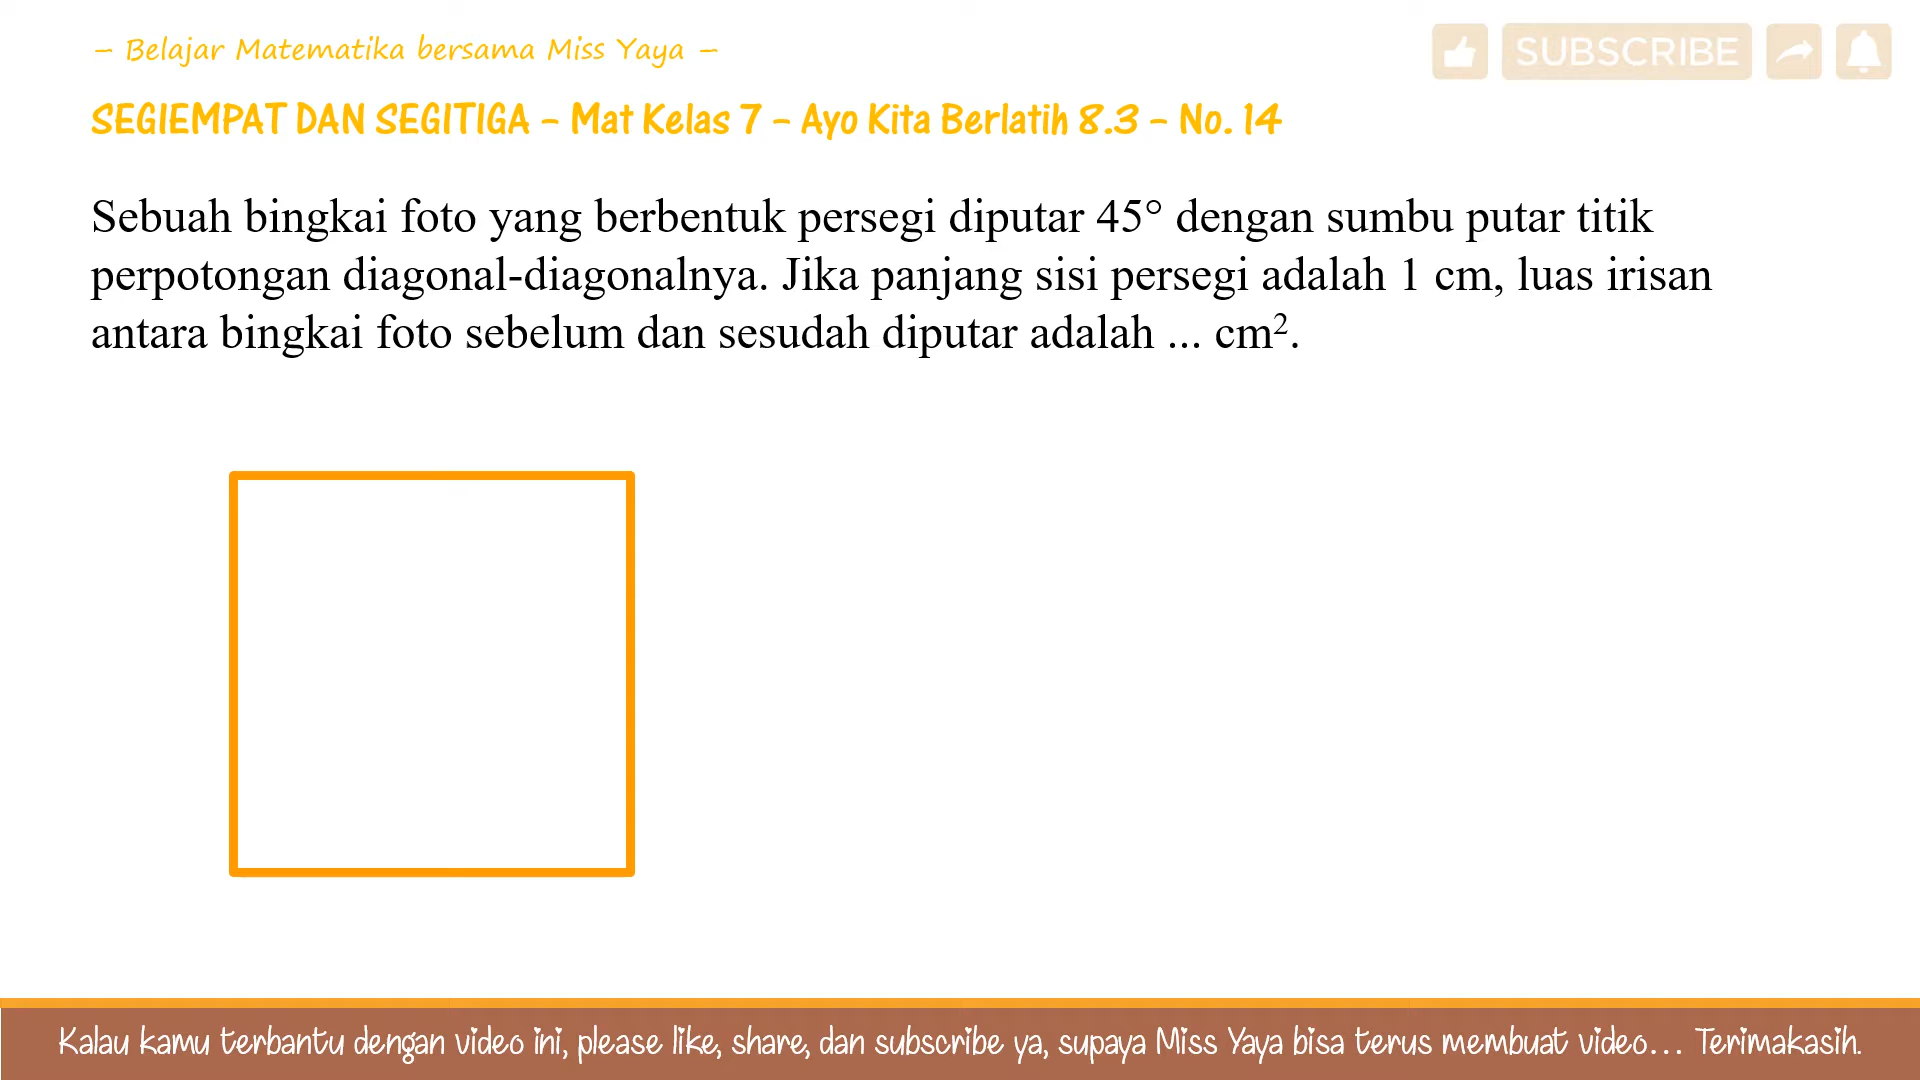 – Belajar Matematika bersama Miss Yaya –
SUBSCRIBE
SEGIEMPAT DAN SEGITIGA – Mat Kelas 7 – Ayo Kita Berlatih 8.3 – No. 14
Sebuah bingkai foto yang berbentuk persegi diputar 45° dengan sumbu putar titik
perpotongan diagonal-diagonalnya. Jika panjang sisi persegi adalah 1 cm, luas irisan
antara bingkai foto sebelum dan sesudah diputar adalah ... cm².
Kalau kamu terbantu dengan video ini, please like, share, dan subscribe ya, supaya Miss Yaya bisa terus membuat video... Terimakasih.